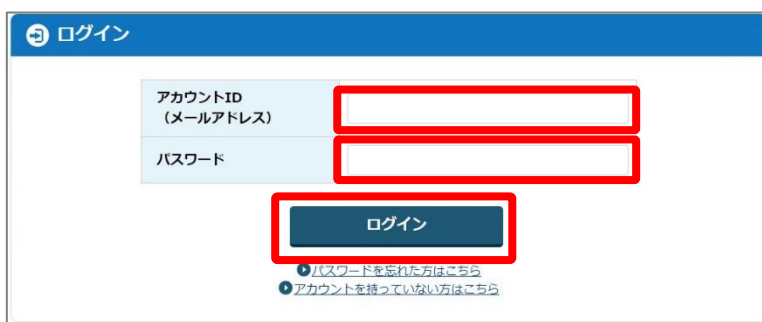 ログイン
アカウントID
(メールアドレス)
パスワード
ログイン
パスワードを忘れた方はこちら
アカウントを持っていない方はこちら